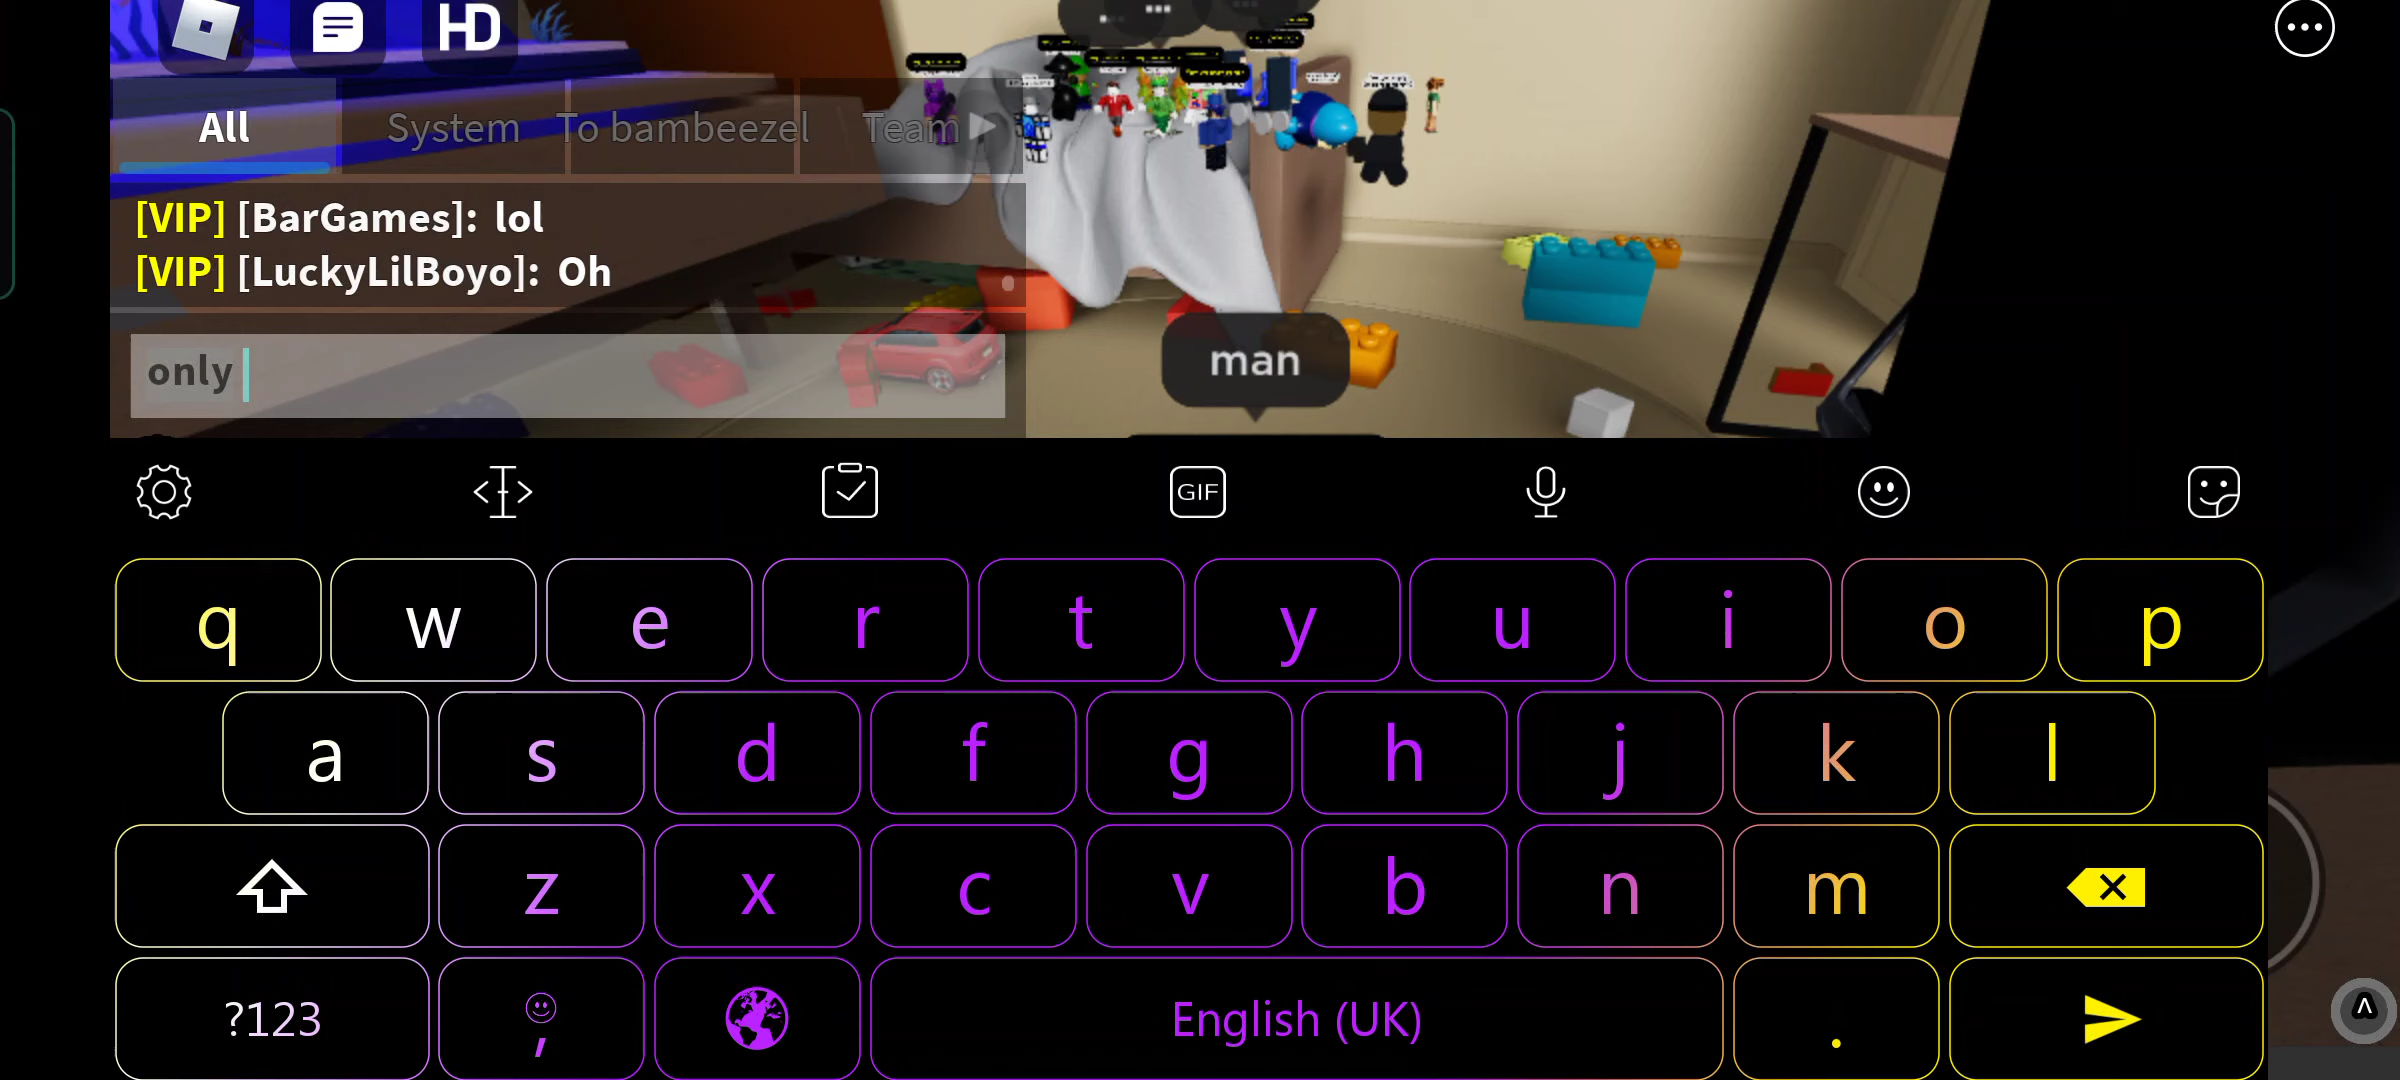 HD
All System To bambeezel Team
[VIP] [BarGames]: lol
[VIP] [LuckyLilBoyo]: Oh
only
man
GIF
q w e r t y u i o p
a s d f g h j k l
z x c v b n m
?123 , English (UK) .